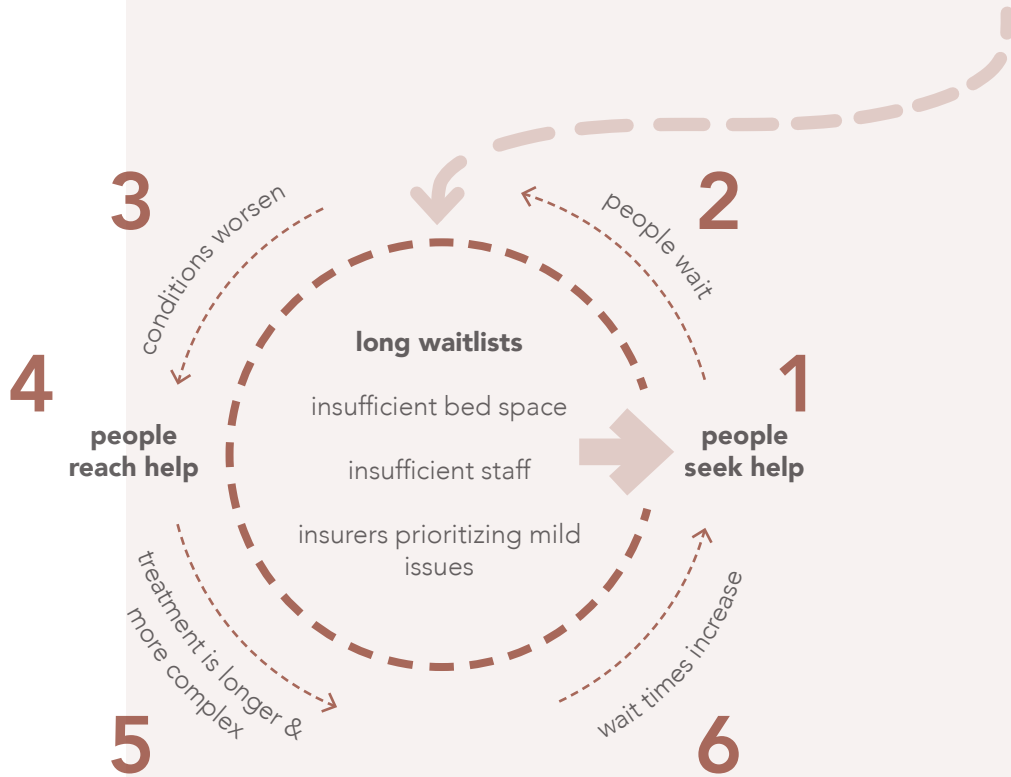 3
conditions worsen
2
people wait
long waitlists
insufficient bed space
insufficient staff
insurers prioritizing mild
issues
1
people
seek help
4
people
reach help
treatment is longer &
more complex
5
wait times increase
6